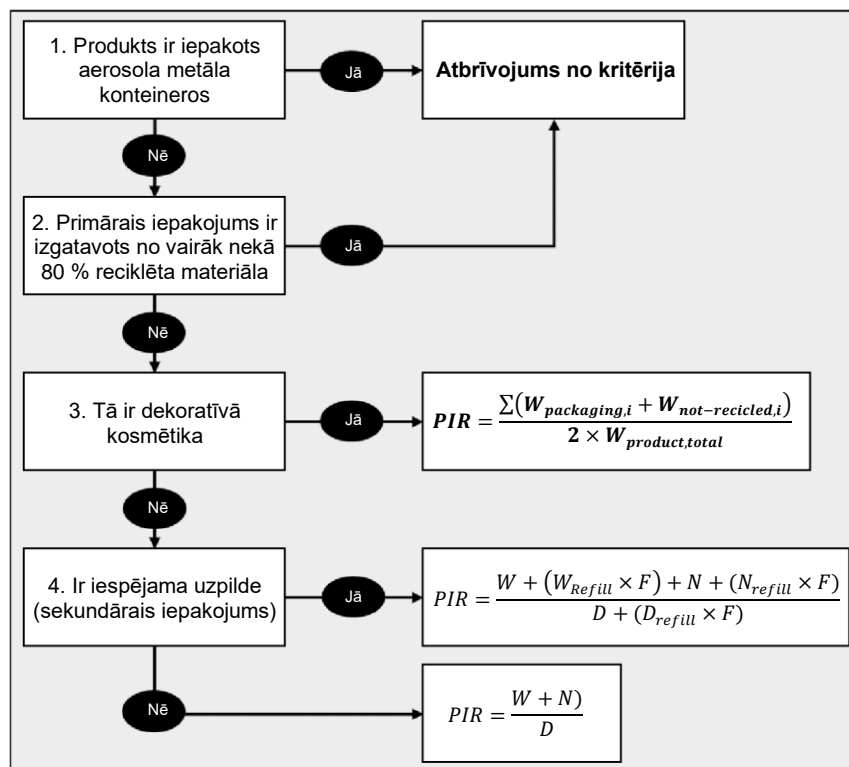 1. Produkts ir iepakots
aerosola metāla
konteineros
Jā
Atbrīvojums no kritērija
Nē
2. Primārais iepakojums ir
izgatavots no vairāk nekā
80 % reciklēta materiāla
Jā
Nē
3. Tā ir dekoratīvā
kosmētika
Jā
PIR = ∑(W_packaging,i + W_not−recicled,i) / 2 × W_product,total
Nē
4. Ir iespējama uzpilde
(sekundārais iepakojums)
Jā
PIR = W + (W_Refill × F) + N + (N_refill × F) / D + (D_refill × F)
Nē
PIR = W + N) / D